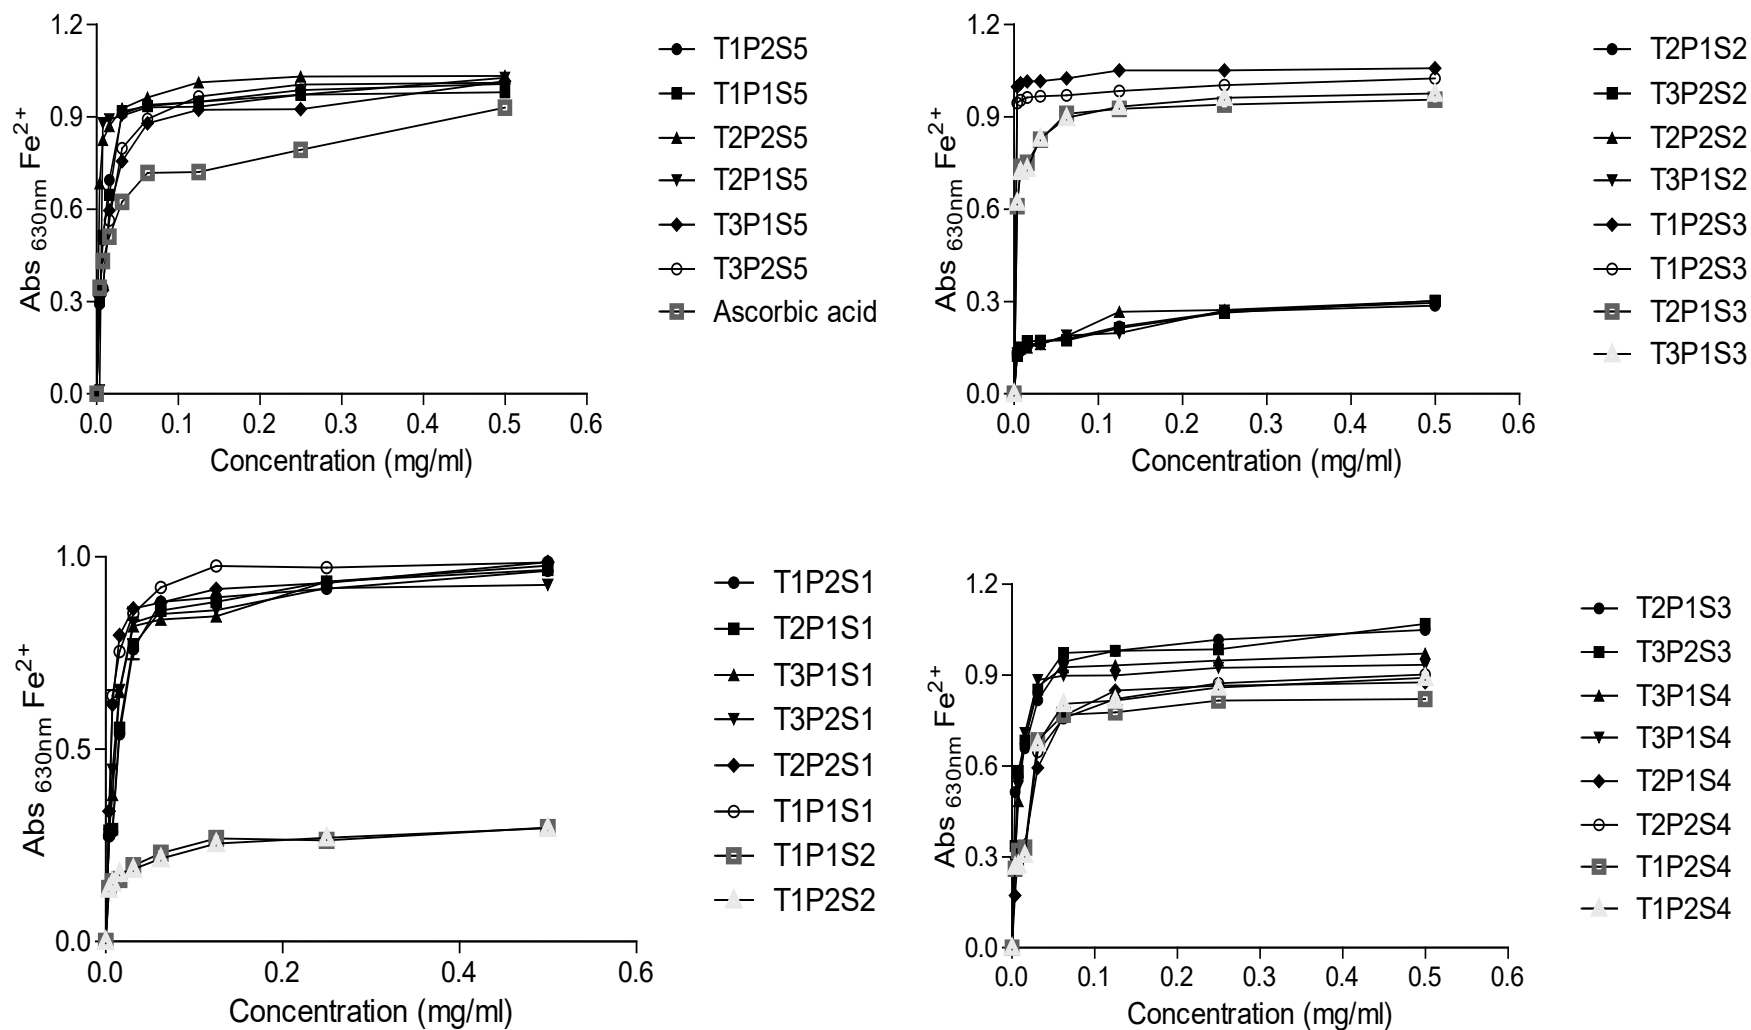 1.2
0.9
0.6
0.3
0.0
Abs 630nm Fe2+
0.0 0.1 0.2 0.3 0.4 0.5 0.6
Concentration (mg/ml)
T1P2S5
T1P1S5
T2P2S5
T2P1S5
T3P1S5
T3P2S5
Ascorbic acid
1.2
0.9
0.6
0.3
0.0
Abs 630nm Fe2+
0.0 0.1 0.2 0.3 0.4 0.5 0.6
Concentration (mg/ml)
T2P1S2
T3P2S2
T2P2S2
T3P1S2
T1P2S3
T1P2S3
T2P1S3
T3P1S3
1.0
0.5
0.0
Abs 630nm Fe2+
0.0 0.2 0.4 0.6
Concentration (mg/ml)
T1P2S1
T2P1S1
T3P1S1
T3P2S1
T2P2S1
T1P1S1
T1P1S2
T1P2S2
1.2
0.9
0.6
0.3
0.0
Abs 630nm Fe2+
0.0 0.1 0.2 0.3 0.4 0.5 0.6
Concentration (mg/ml)
T2P1S3
T3P2S3
T3P1S4
T3P1S4
T2P1S4
T2P2S4
T1P2S4
T1P2S4